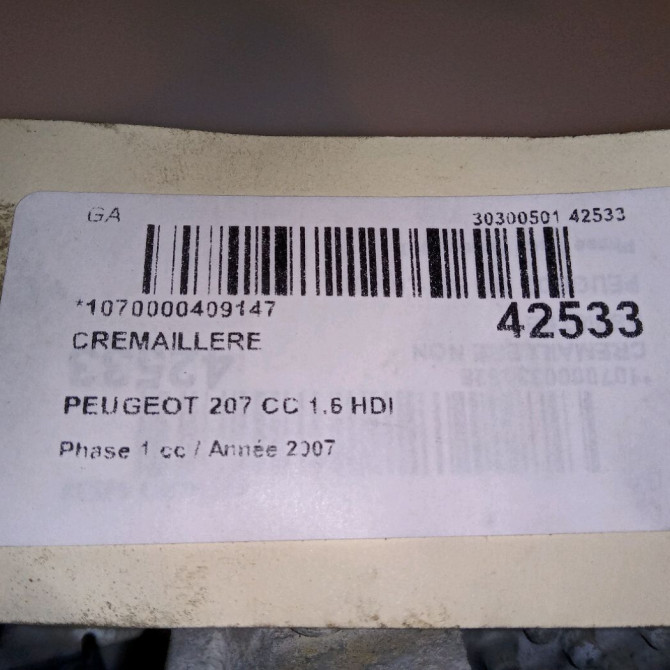 GA
30300501 42533
*1070000409147
42533
CREMAILLERE
PEUGEOT 207 CC 1.6 HDI
Phase 1 cc / Année 2007